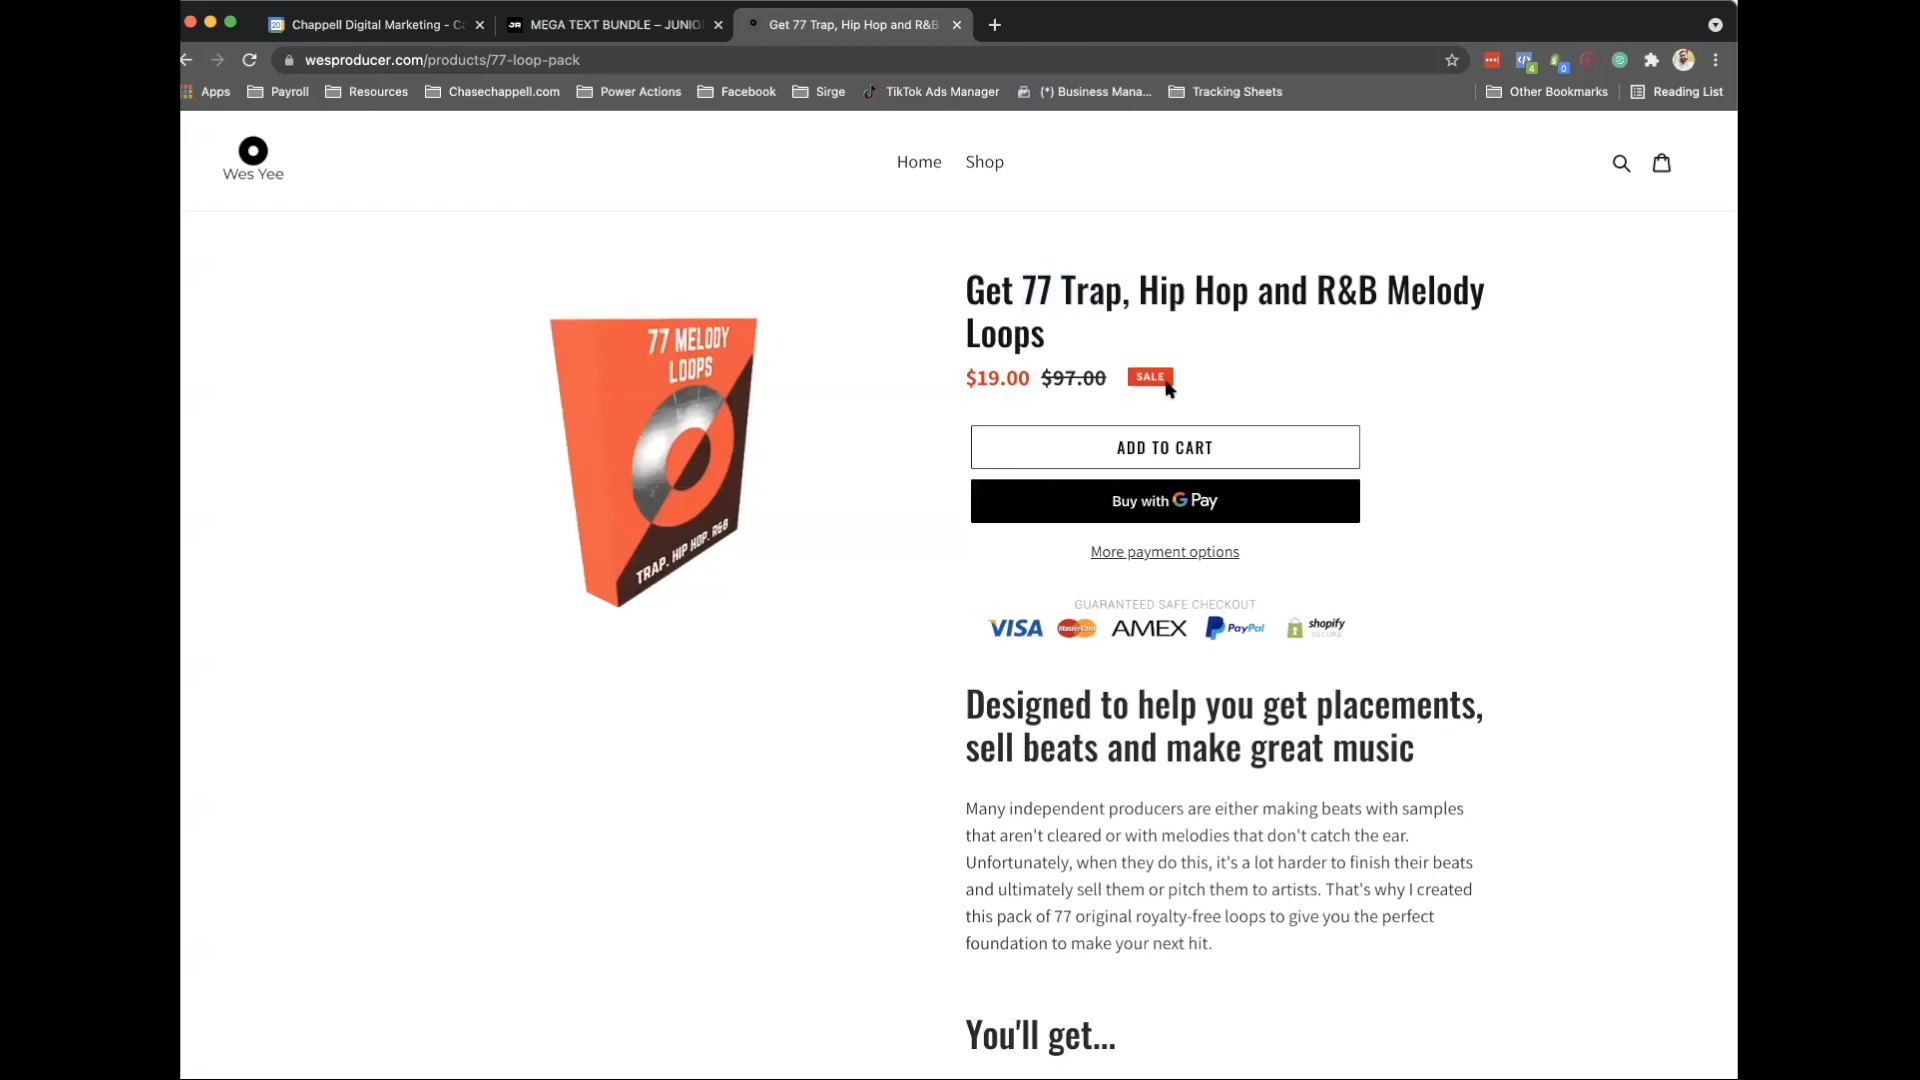 Chappell Digital Marketing - Ca
MEGA TEXT BUNDLE – JUNIO
Get 77 Trap, Hip Hop and R&B
wesproducer.com/products/77-loop-pack
4
0
Apps
Payroll
Resources
Chasechappell.com
Power Actions
Facebook
Sirge
TikTok Ads Manager
(*) Business Mana...
Tracking Sheets
Other Bookmarks
Reading List
Wes Yee
Home
Shop
Get 77 Trap, Hip Hop and R&B Melody
Loops
$19.00 $97.00 SALE
77 MELODY
LOOPS
TRAP. HIP HOP. R&B
ADD TO CART
Buy with G Pay
More payment options
GUARANTEED SAFE CHECKOUT
VISA MasterCard AMEX PayPal shopify
SECURE
Designed to help you get placements,
sell beats and make great music
Many independent producers are either making beats with samples
that aren't cleared or with melodies that don't catch the ear.
Unfortunately, when they do this, it's a lot harder to finish their beats
and ultimately sell them or pitch them to artists. That's why I created
this pack of 77 original royalty-free loops to give you the perfect
foundation to make your next hit.
You'll get...